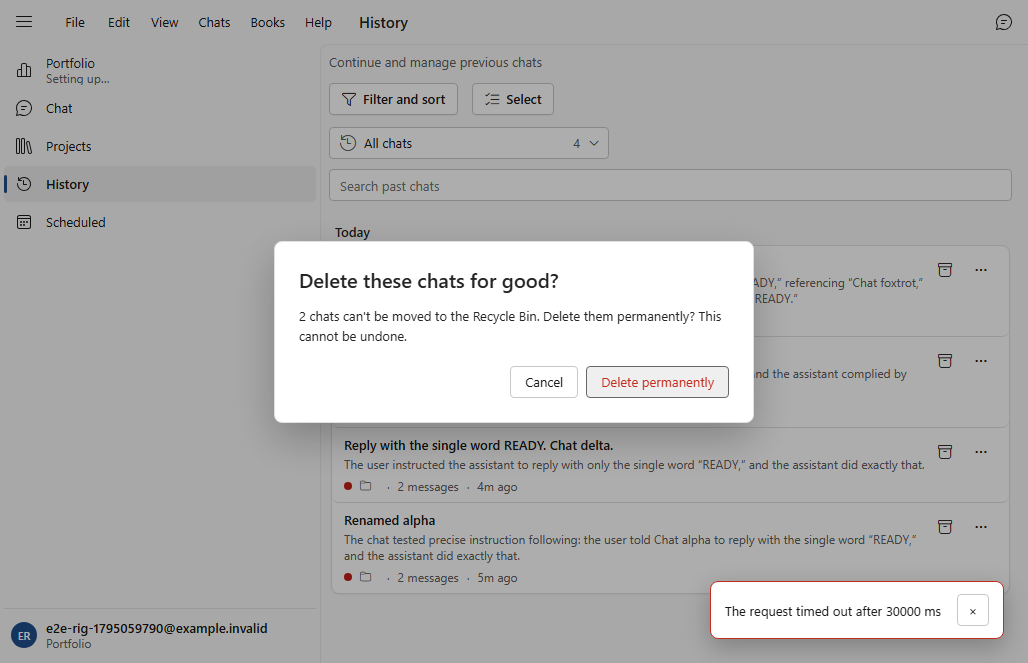 File Edit View Chats Books Help History
Portfolio
Setting up...
Chat
Projects
History
Scheduled
Continue and manage previous chats
Filter and sort Select
All chats 4
Search past chats
Today
READY,” referencing “Chat foxtrot,”
READY.”
and the assistant complied by
Delete these chats for good?
2 chats can't be moved to the Recycle Bin. Delete them permanently? This
cannot be undone.
Cancel Delete permanently
Reply with the single word READY. Chat delta.
The user instructed the assistant to reply with only the single word “READY,” and the assistant did exactly that.
· 2 messages · 4m ago
Renamed alpha
The chat tested precise instruction following: the user told Chat alpha to reply with the single word “READY,”
and the assistant did exactly that.
· 2 messages · 5m ago
The request timed out after 30000 ms ×
ER e2e-rig-1795059790@example.invalid
Portfolio